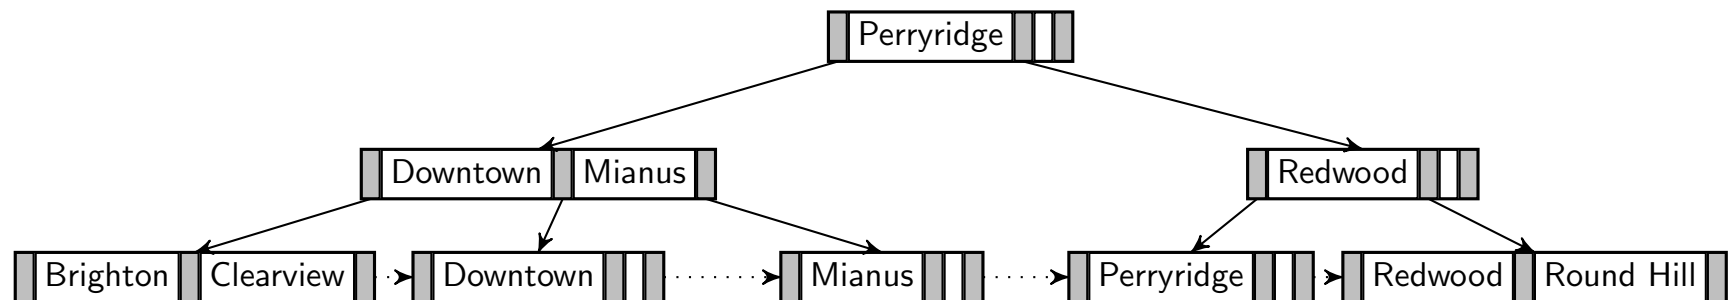 Perryridge
Downtown Mianus Redwood
Brighton Clearview Downtown Mianus Perryridge Redwood Round Hill